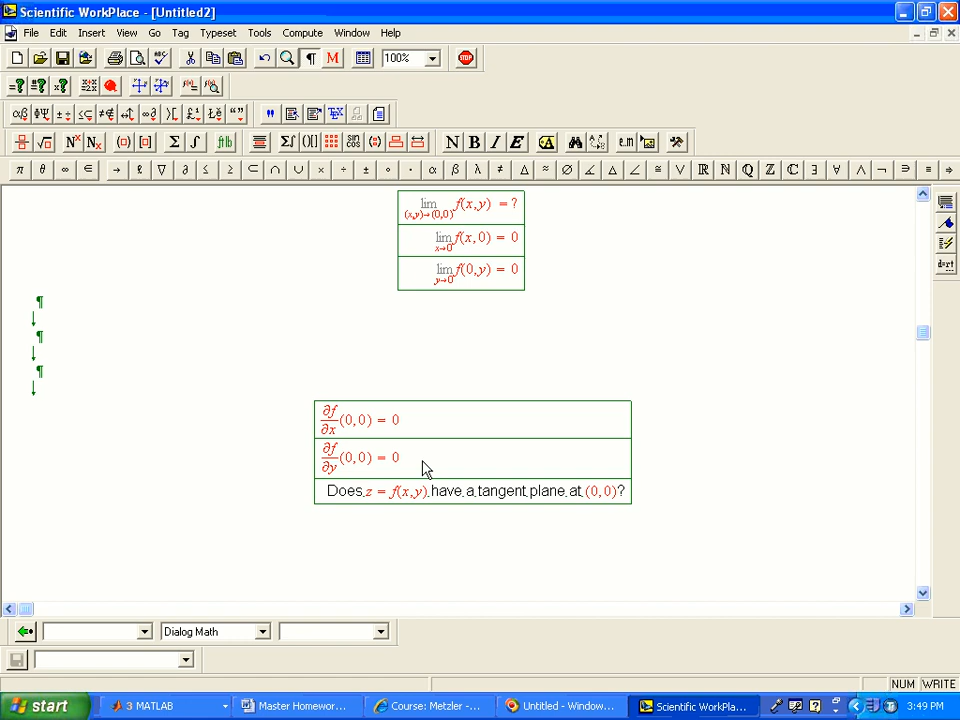 Scientific WorkPlace - [Untitled2]
File Edit Insert View Go Tag Typeset Tools Compute Window Help
100% STOP
lim (x,y)→(0,0) f(x,y) = ?
lim x→0 f(x,0) = 0
lim y→0 f(0,y) = 0
¶
¶
¶
∂f/∂x (0,0) = 0
∂f/∂y (0,0) = 0
Does z = f(x,y) have a tangent plane at (0,0)?
Dialog Math
NUM WRITE
start 3 MATLAB Master Homewor... Course: Metzler -... Untitled - Window... Scientific WorkPla... 3:49 PM